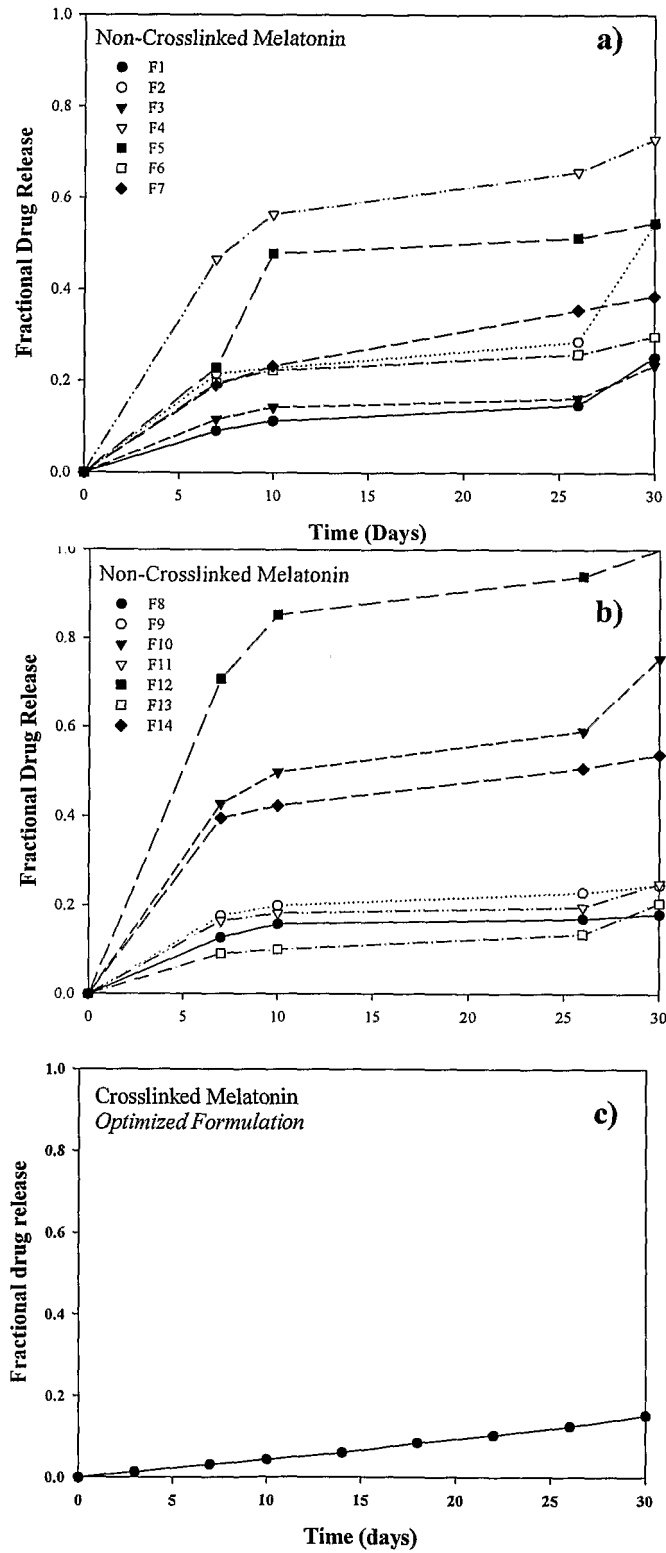 1.0
Non-Crosslinked Melatonin
a)
F1
F2
F3
F4
F5
F6
F7
0.8
0.6
0.4
0.2
0.0
Fractional Drug Release
0 5 10 15 20 25 30
Time (Days)
1.0
Non-Crosslinked Melatonin
b)
F8
F9
F10
F11
F12
F13
F14
0.8
0.6
0.4
0.2
0.0
Fractional Drug Release
0 5 10 15 20 25 30
1.0
Crosslinked Melatonin
Optimized Formulation
c)
0.8
0.6
0.4
0.2
0.0
Fractional drug release
0 5 10 15 20 25 30
Time (days)